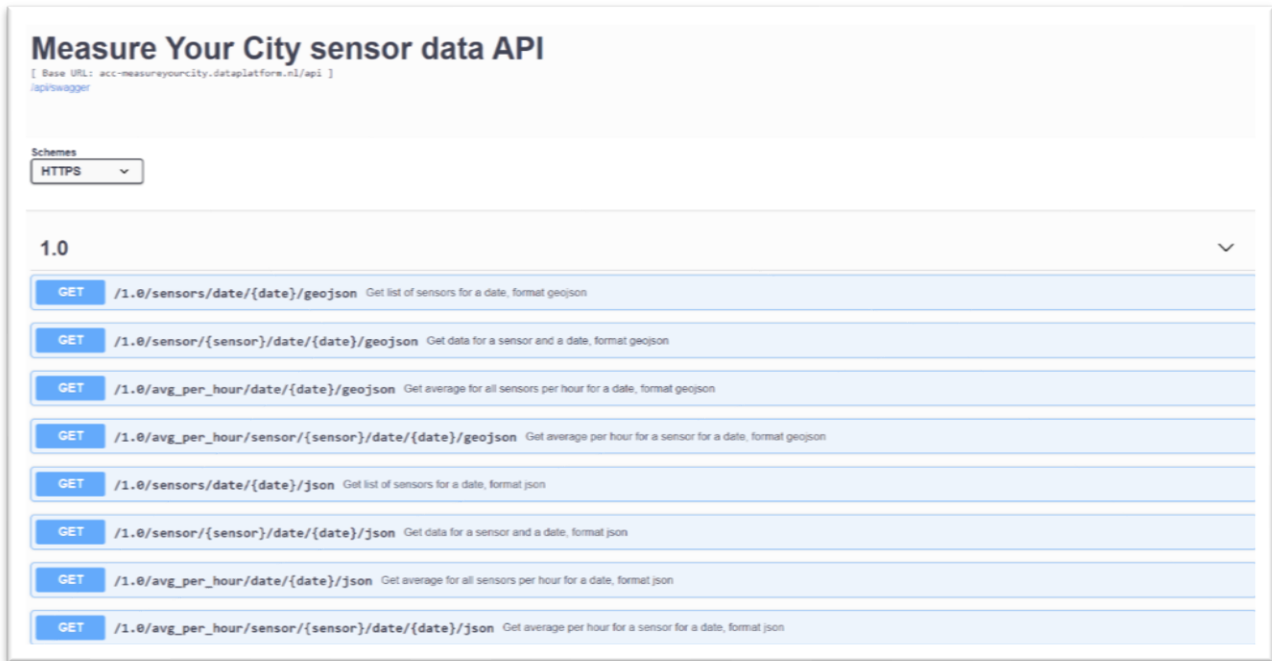 Measure Your City sensor data API
[ Base URL: acc-measureyourcity.dataplatform.nl/api ]
/api/swagger
Schemes
HTTPS
1.0
GET /1.0/sensors/date/{date}/geojson Get list of sensors for a date, format geojson
GET /1.0/sensor/{sensor}/date/{date}/geojson Get data for a sensor and a date, format geojson
GET /1.0/avg_per_hour/date/{date}/geojson Get average for all sensors per hour for a date, format geojson
GET /1.0/avg_per_hour/sensor/{sensor}/date/{date}/geojson Get average per hour for a sensor for a date, format geojson
GET /1.0/sensors/date/{date}/json Get list of sensors for a date, format json
GET /1.0/sensor/{sensor}/date/{date}/json Get data for a sensor and a date, format json
GET /1.0/avg_per_hour/date/{date}/json Get average for all sensors per hour for a date, format json
GET /1.0/avg_per_hour/sensor/{sensor}/date/{date}/json Get average per hour for a sensor for a date, format json